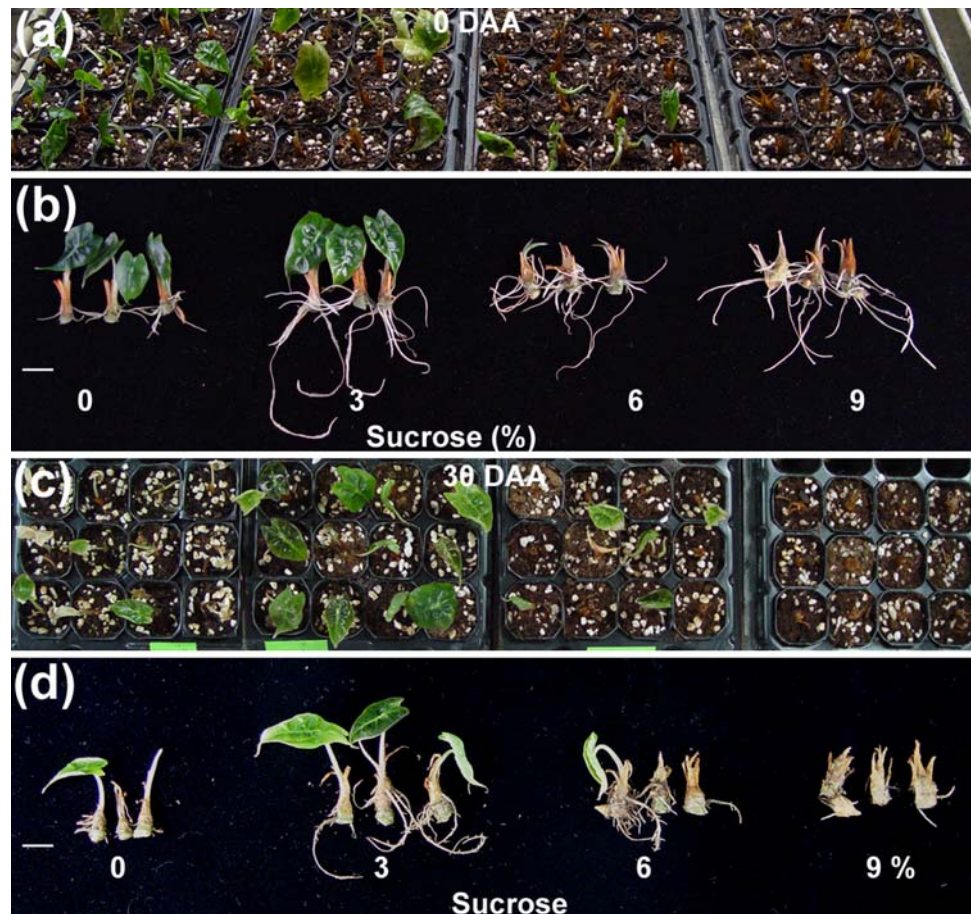 (a)
0 DAA
(b)
0
3
6
9
Sucrose (%)
(c)
30 DAA
(d)
0
3
6
9 %
Sucrose